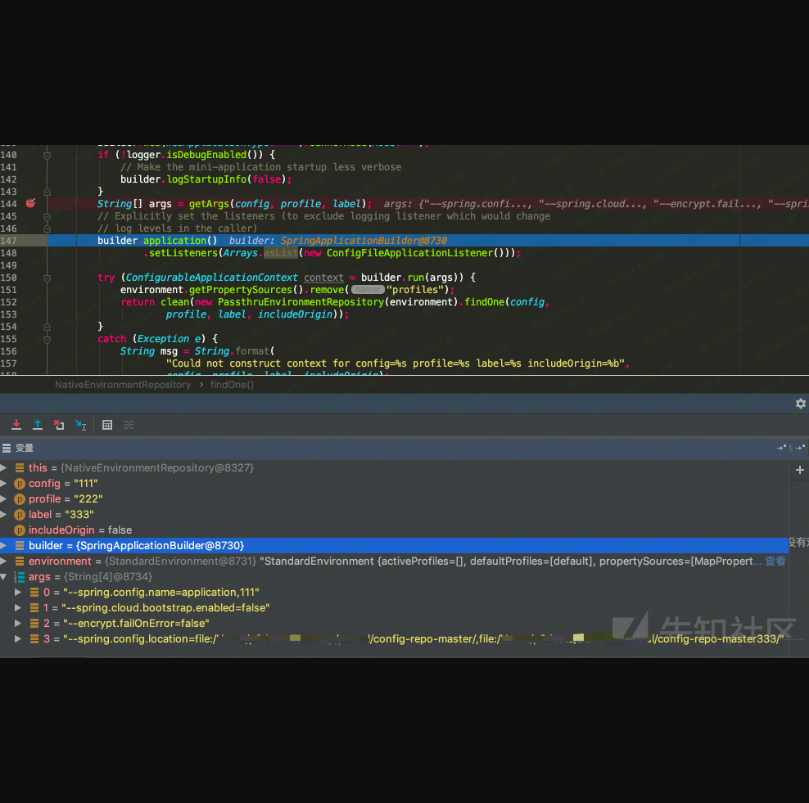 140 if (!logger.isDebugEnabled()) {
141 // Make the mini-application startup less verbose
142 builder.logStartupInfo(false);
143 }
144 String[] args = getArgs(config, profile, label); args: {"--spring.confi..., "--spring.cloud..., "--encrypt.fail..., "--spri
145 // Explicitly set the listeners (to exclude logging listener which would change
146 // log levels in the caller)
147 builder.application() builder: SpringApplicationBuilder@8730
148 .setListeners(Arrays.asList(new ConfigFileApplicationListener()));
149
150 try (ConfigurableApplicationContext context = builder.run(args)) {
151 environment.getPropertySources().remove( name: "profiles");
152 return clean(new PassthruEnvironmentRepository(environment).findOne(config,
153 profile, label, includeOrigin));
154 }
155 catch (Exception e) {
156 String msg = String.format(
157 "Could not construct context for config=%s profile=%s label=%s includeOrigin=%b",
NativeEnvironmentRepository › findOne()
变量
this = {NativeEnvironmentRepository@8327}
config = "111"
profile = "222"
label = "333"
includeOrigin = false
builder = {SpringApplicationBuilder@8730}
environment = {StandardEnvironment@8731} "StandardEnvironment {activeProfiles=[], defaultProfiles=[default], propertySources=[MapPropert... 查看
args = {String[4]@8734}
0 = "--spring.config.name=application,111"
1 = "--spring.cloud.bootstrap.enabled=false"
2 = "--encrypt.failOnError=false"
3 = "--spring.config.location=file:/ /config-repo-master/,file:/ /config-repo-master333/"
先知社区